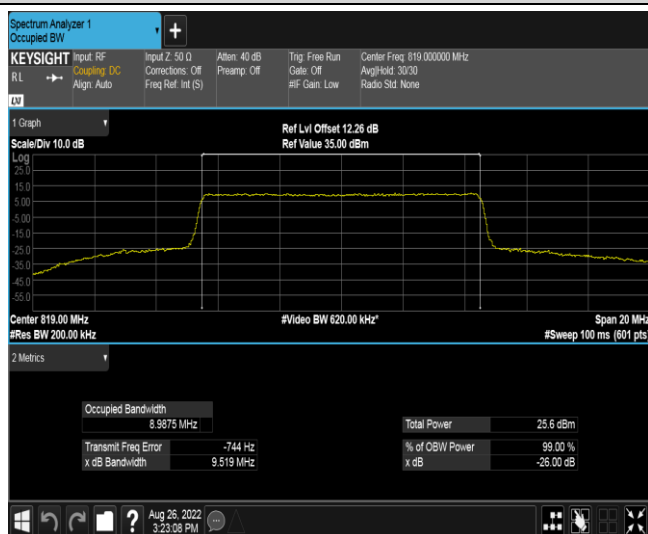 Spectrum Analyzer 1
Occupied BW
+
KEYSIGHT
RL
LXI
Input: RF
Coupling: DC
Align: Auto
Input Z: 50 Ω
Corrections: Off
Freq Ref: Int (S)
Atten: 40 dB
Preamp: Off
Trig: Free Run
Gate: Off
#IF Gain: Low
Center Freq: 819.000000 MHz
Avg|Hold: 30/30
Radio Std: None
1 Graph
Scale/Div 10.0 dB
Ref Lvl Offset 12.26 dB
Ref Value 35.00 dBm
Log
25.0
15.0
5.00
-5.00
-15.0
-25.0
-35.0
-45.0
-55.0
Center 819.00 MHz
#Res BW 200.00 kHz
#Video BW 620.00 kHz*
Span 20 MHz
#Sweep 100 ms (601 pts)
2 Metrics
Occupied Bandwidth
8.9875 MHz
Transmit Freq Error -744 Hz
x dB Bandwidth 9.519 MHz
Total Power 25.6 dBm
% of OBW Power 99.00 %
x dB -26.00 dB
?
Aug 26, 2022
3:23:08 PM